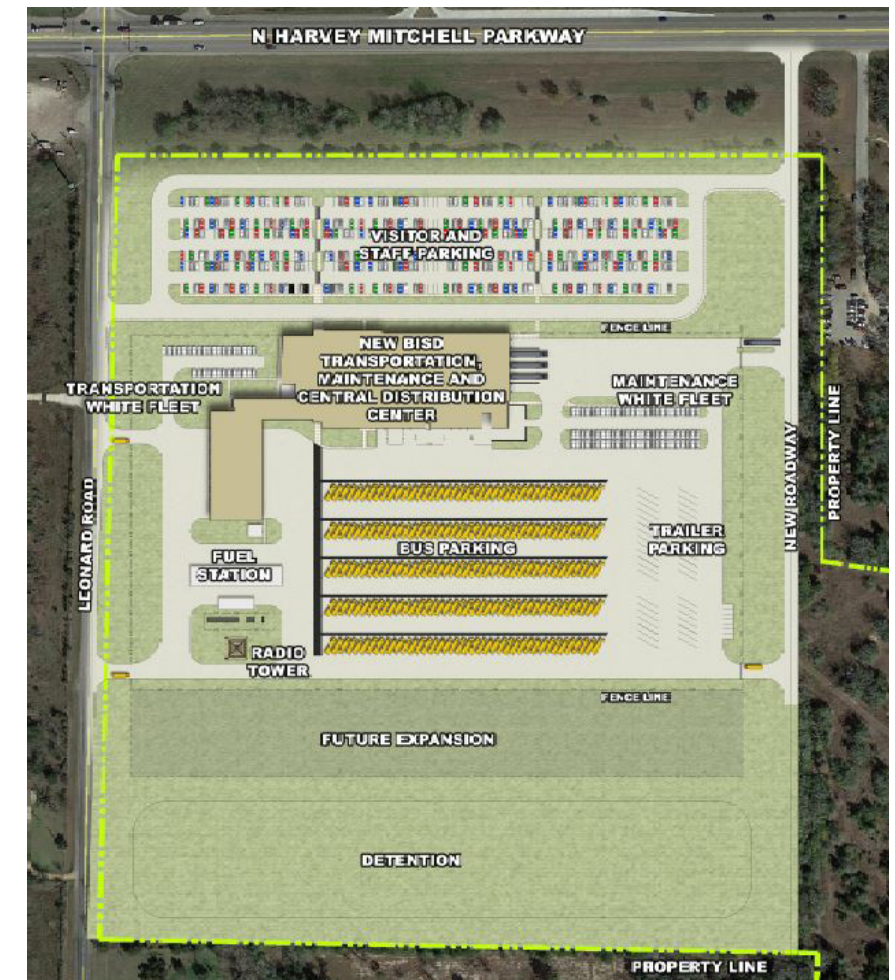 N HARVEY MITCHELL PARKWAY
VISITOR AND
STAFF PARKING
FENCE LINE
NEW BISD
TRANSPORTATION,
MAINTENANCE AND
CENTRAL DISTRIBUTION
CENTER
TRANSPORTATION
WHITE FLEET
MAINTENANCE
WHITE FLEET
PROPERTY LINE
NEW ROADWAY
LEONARD ROAD
BUS PARKING
TRAILER
PARKING
FUEL
STATION
RADIO
TOWER
FENCE LINE
FUTURE EXPANSION
DETENTION
PROPERTY LINE